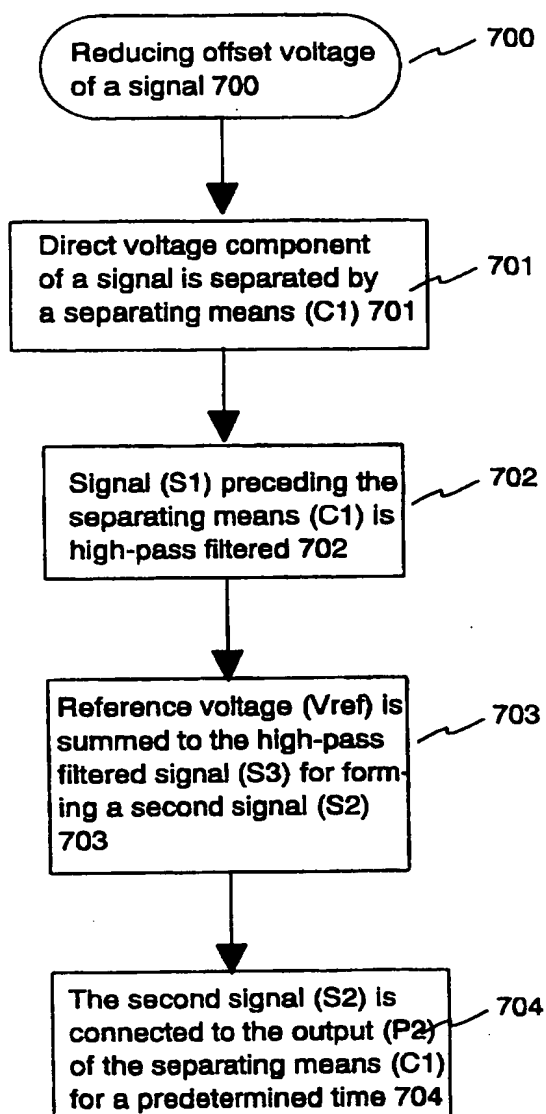 Reducing offset voltage
of a signal 700
700
Direct voltage component
of a signal is separated by
a separating means (C1) 701
701
Signal (S1) preceding the
separating means (C1) is
high-pass filtered 702
702
Reference voltage (Vref) is
summed to the high-pass
filtered signal (S3) for form-
ing a second signal (S2)
703
703
The second signal (S2) is
connected to the output (P2)
of the separating means (C1)
for a predetermined time 704
704